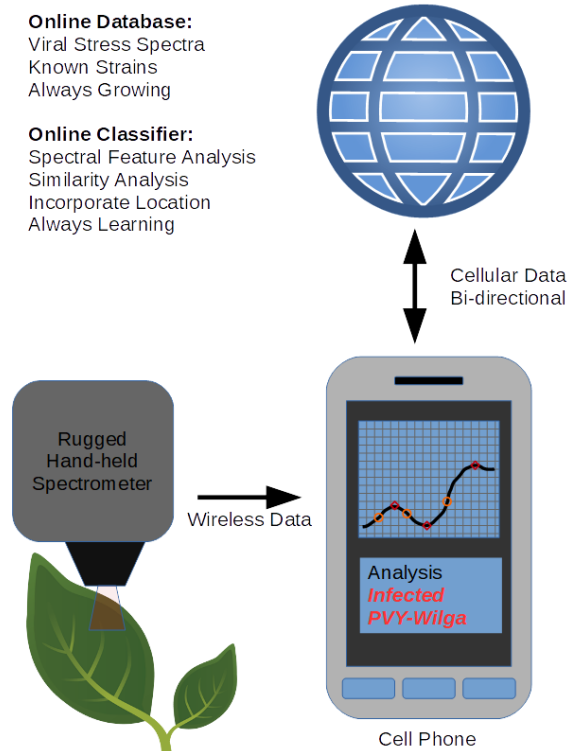 Online Database:
Viral Stress Spectra
Known Strains
Always Growing
Online Classifier:
Spectral Feature Analysis
Similarity Analysis
Incorporate Location
Always Learning
Cellular Data
Bi-directional
Rugged
Hand-held
Spectrometer
Wireless Data
Analysis
Infected
PVY-Wilga
Cell Phone